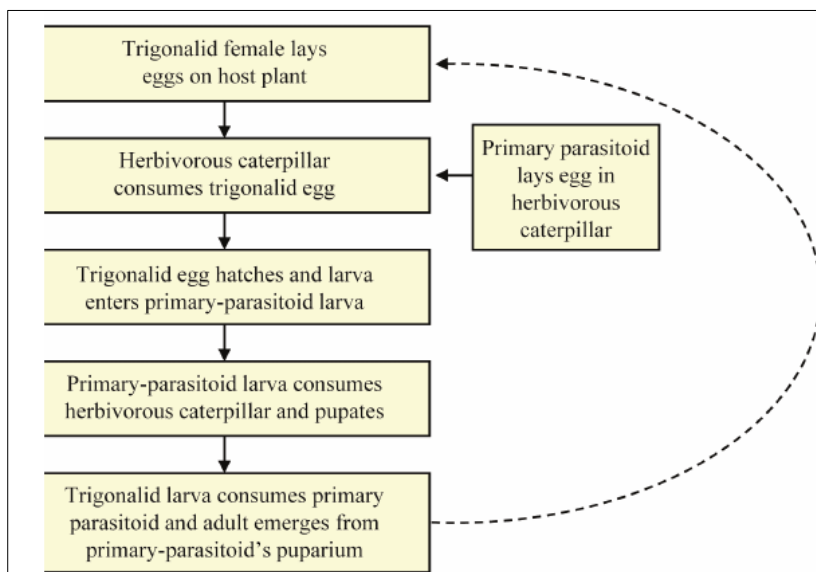 Trigonalid female lays
eggs on host plant
Herbivorous caterpillar
consumes trigonalid egg
Primary parasitoid
lays egg in
herbivorous
caterpillar
Trigonalid egg hatches and larva
enters primary-parasitoid larva
Primary-parasitoid larva consumes
herbivorous caterpillar and pupates
Trigonalid larva consumes primary
parasitoid and adult emerges from
primary-parasitoid’s puparium